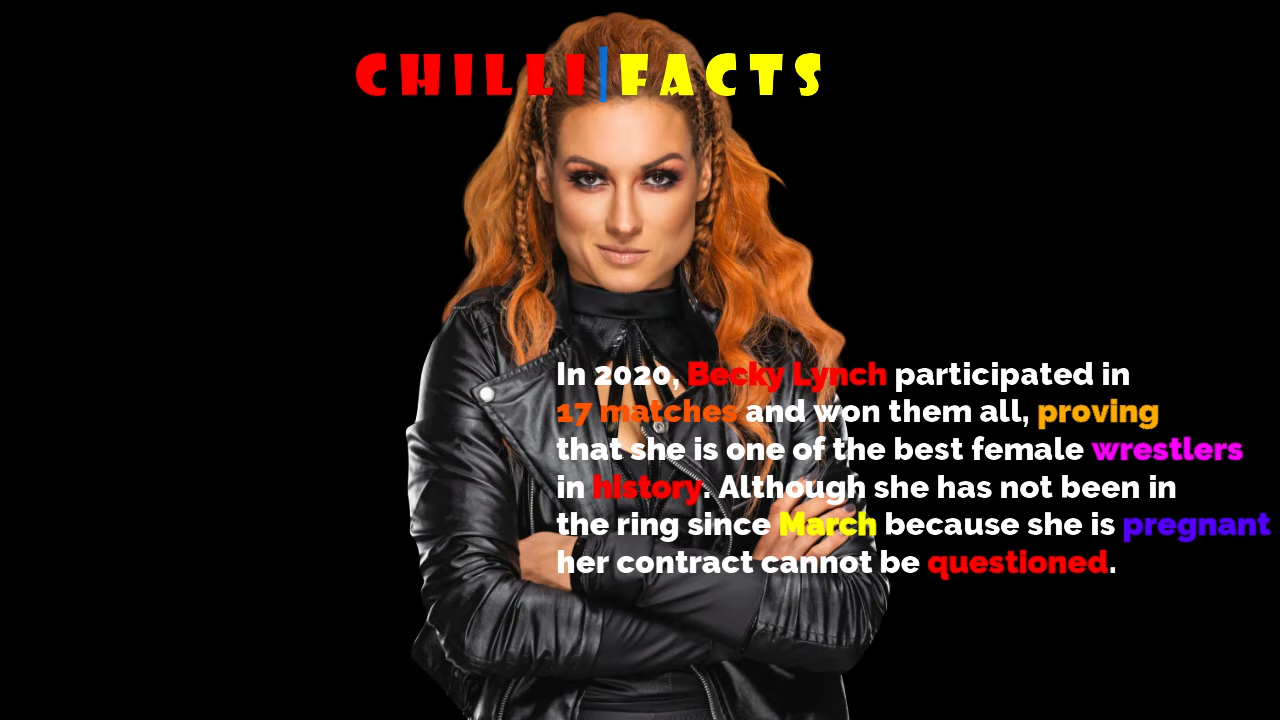 CHILLI|FACTS
In 2020, Becky Lynch participated in
17 matches and won them all, proving
that she is one of the best female wrestlers
in history. Although she has not been in
the ring since March because she is pregnant
her contract cannot be questioned.